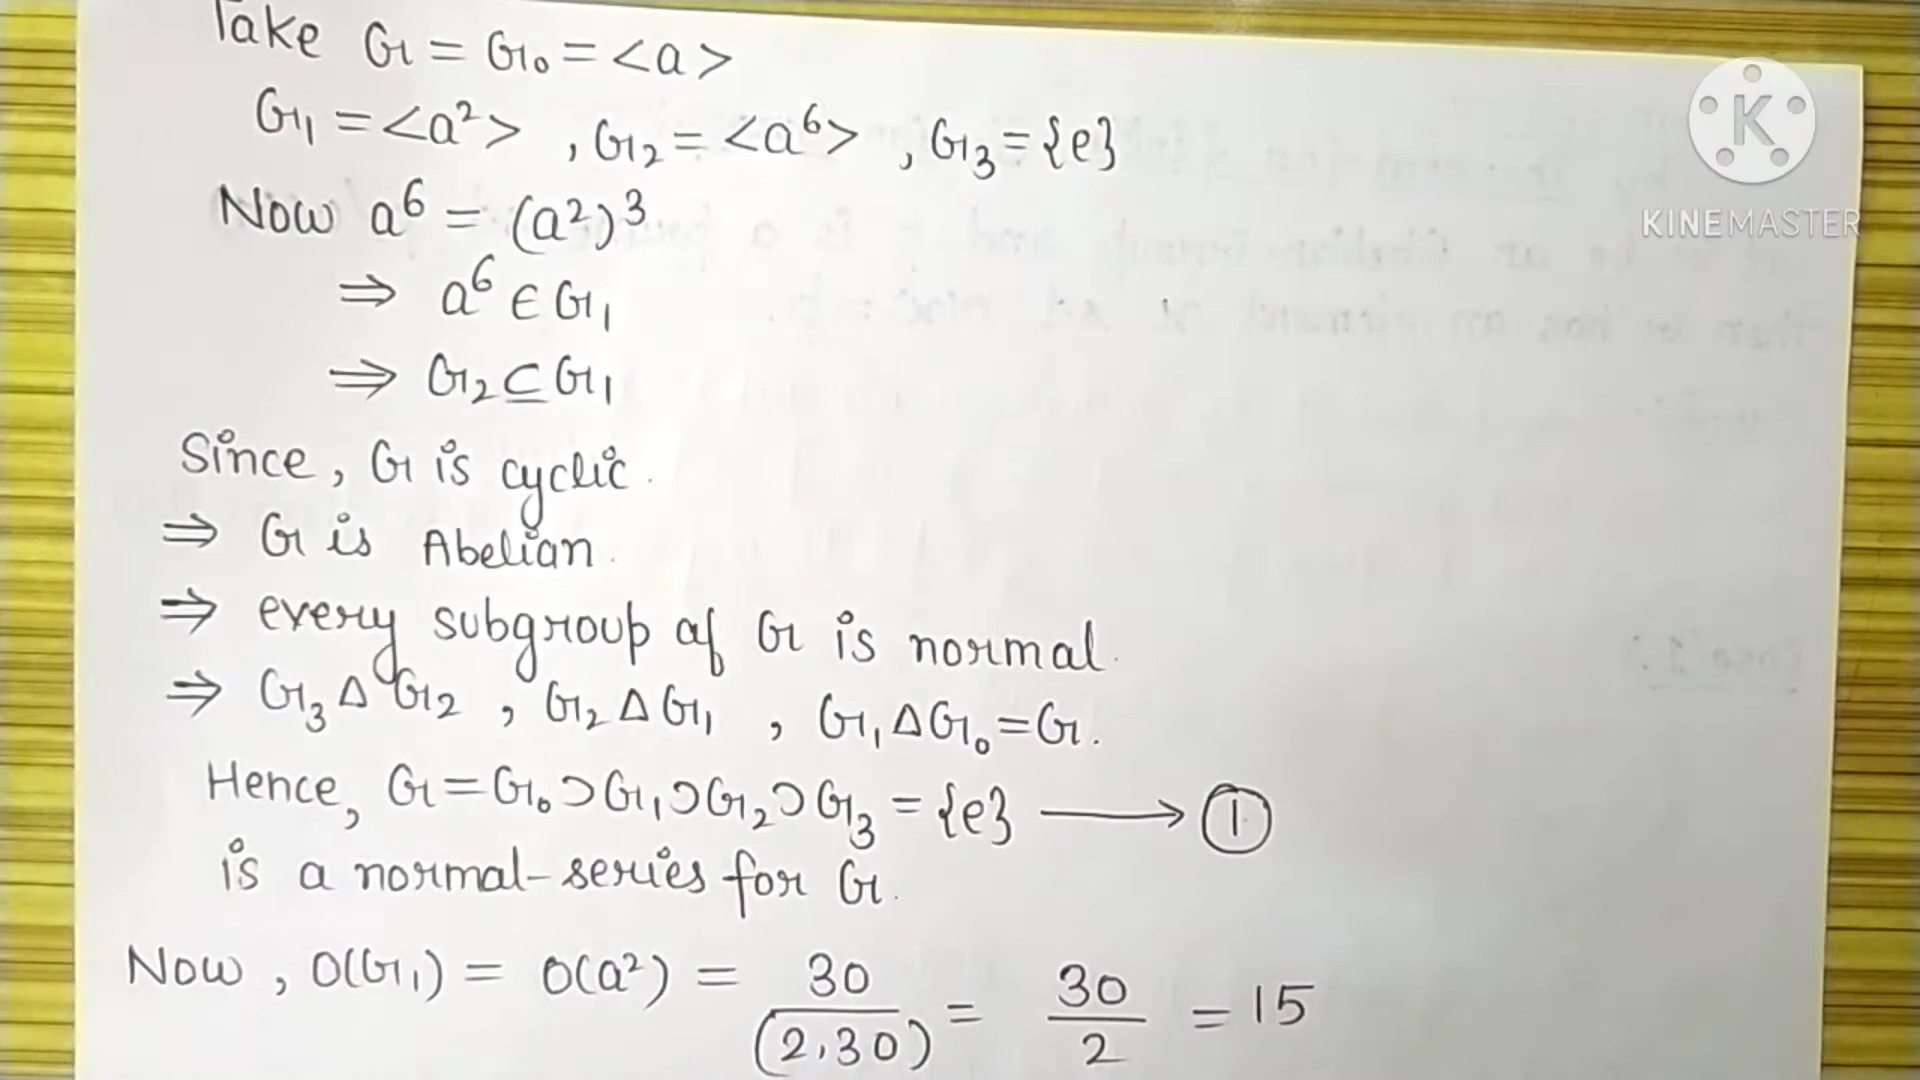 Take G = G₀ = <a>
G₁ = <a²> , G₂ = <a⁶> , G₃ = {e}
K
KINEMASTER
Now a⁶ = (a²)³
⇒ a⁶ ∈ G₁
⇒ G₂ ⊆ G₁
Since, G is cyclic.
⇒ G is Abelian.
⇒ every subgroup of G is normal.
⇒ G₃ Δ G₂ , G₂ Δ G₁ , G₁ Δ G₀ = G.
Hence, G = G₀ ⊃ G₁ ⊃ G₂ ⊃ G₃ = {e} ⟶ ①
is a normal-series for G.
Now , O(G₁) = O(a²) = 30/(2,30) = 30/2 = 15